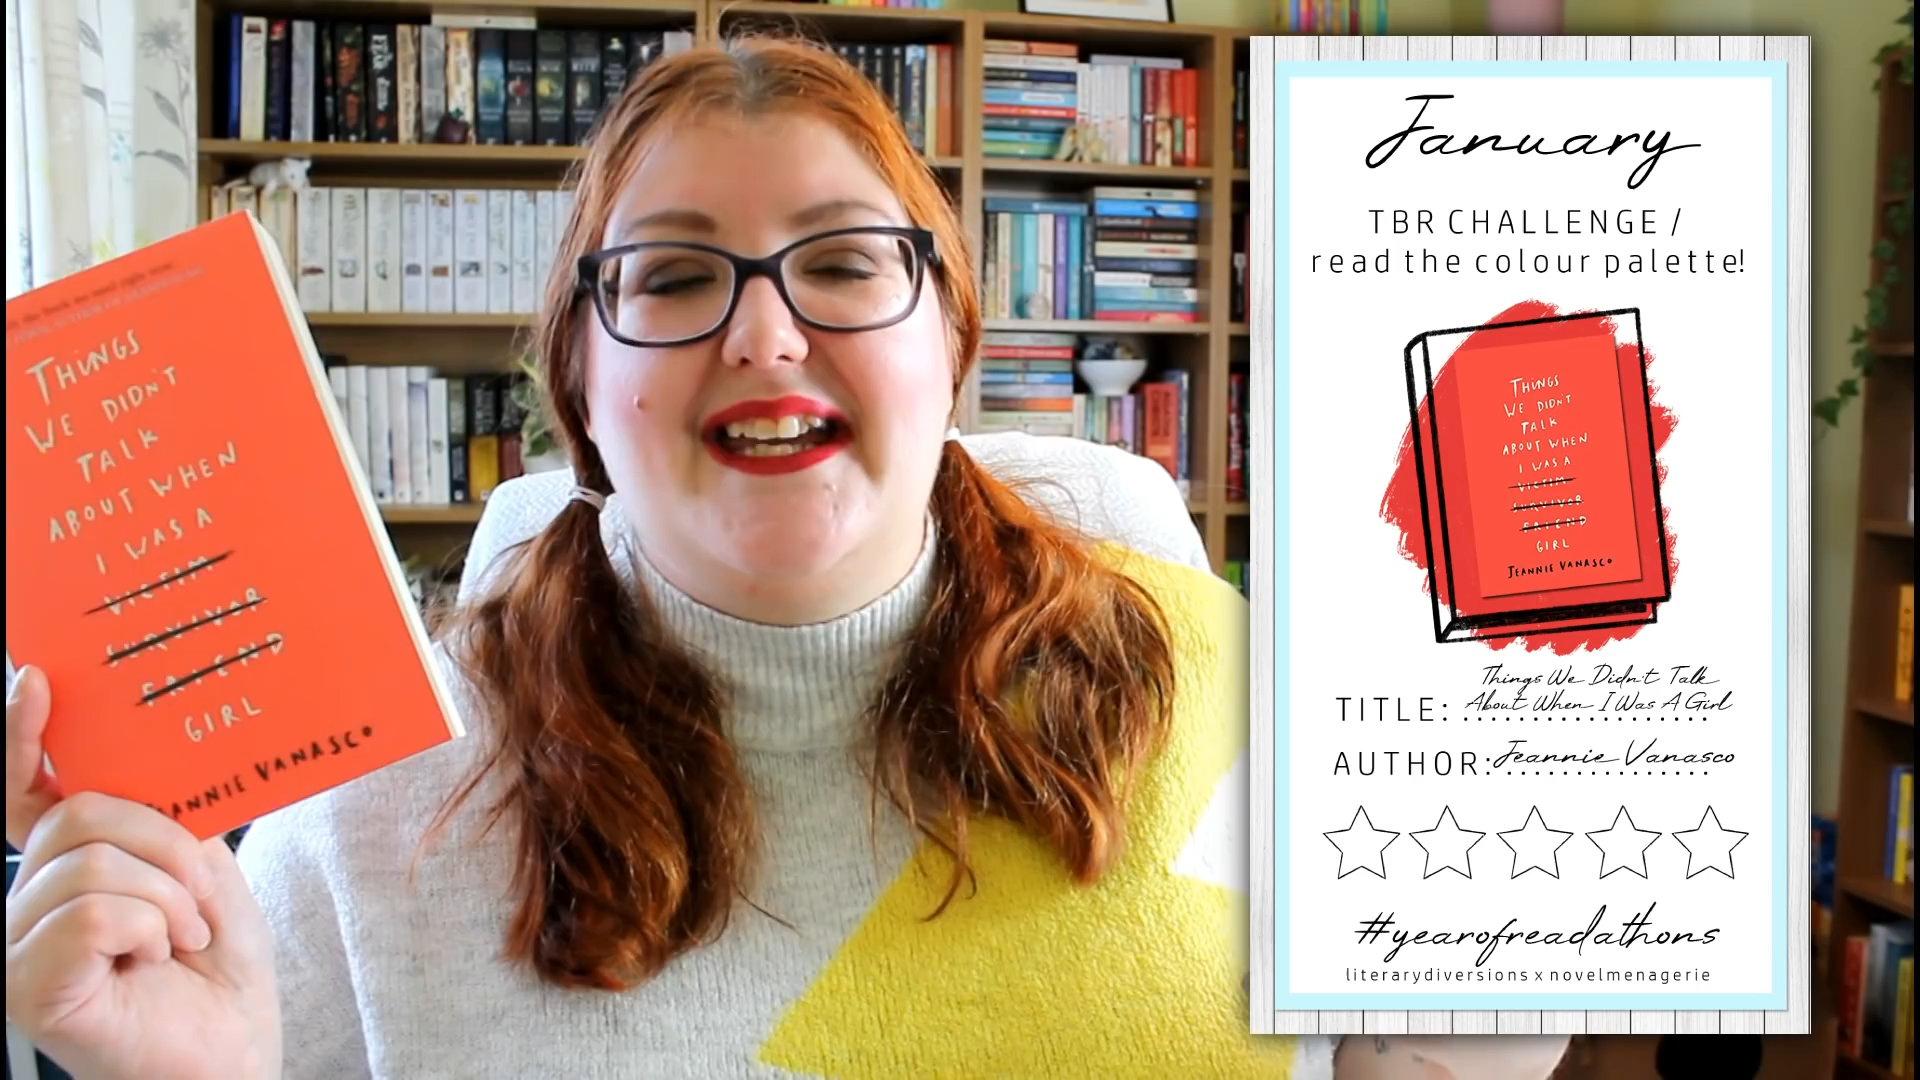 THINGS
WE DIDN'T
TALK
ABOUT WHEN
I WAS A
VICTIM
SURVIVOR
FRIEND
GIRL
JEANNIE VANASCO
January
TBR CHALLENGE /
read the colour palette!
THINGS
WE DIDN'T
TALK
ABOUT WHEN
I WAS A
VICTIM
SURVIVOR
FRIEND
GIRL
JEANNIE VANASCO
Things We Didn't Talk
TITLE: About When I Was A Girl
AUTHOR: Jeannie Vanasco
#yearofreadathons
literarydiversions x novelmenagerie